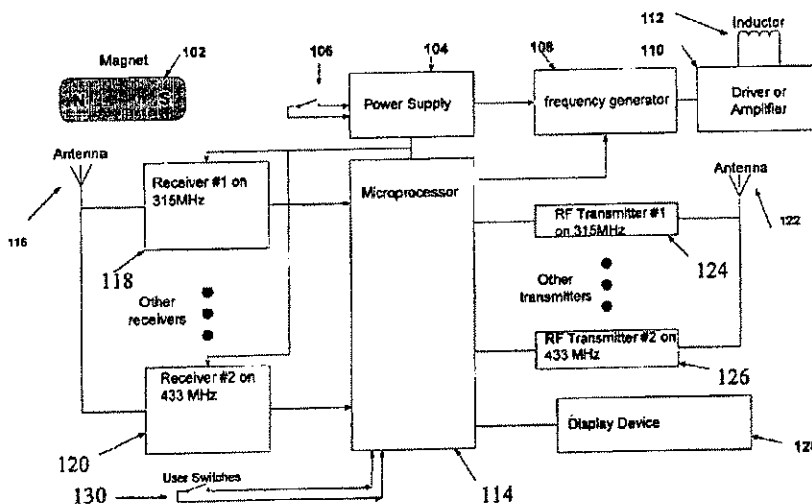 112
Inductor
102
106
104
108
110
Magnet
N S
Power Supply
frequency generator
Driver or
Amplifier
Antenna
Receiver #1 on
315MHz
Microprocessor
Antenna
116
RF Transmitter #1
on 315MHz
122
118
124
Other
receivers
Other
transmitters
Receiver #2 on
433 MHz
RF Transmitter #2 on
433 MHz
126
120
Display Device
User Switches
130
114